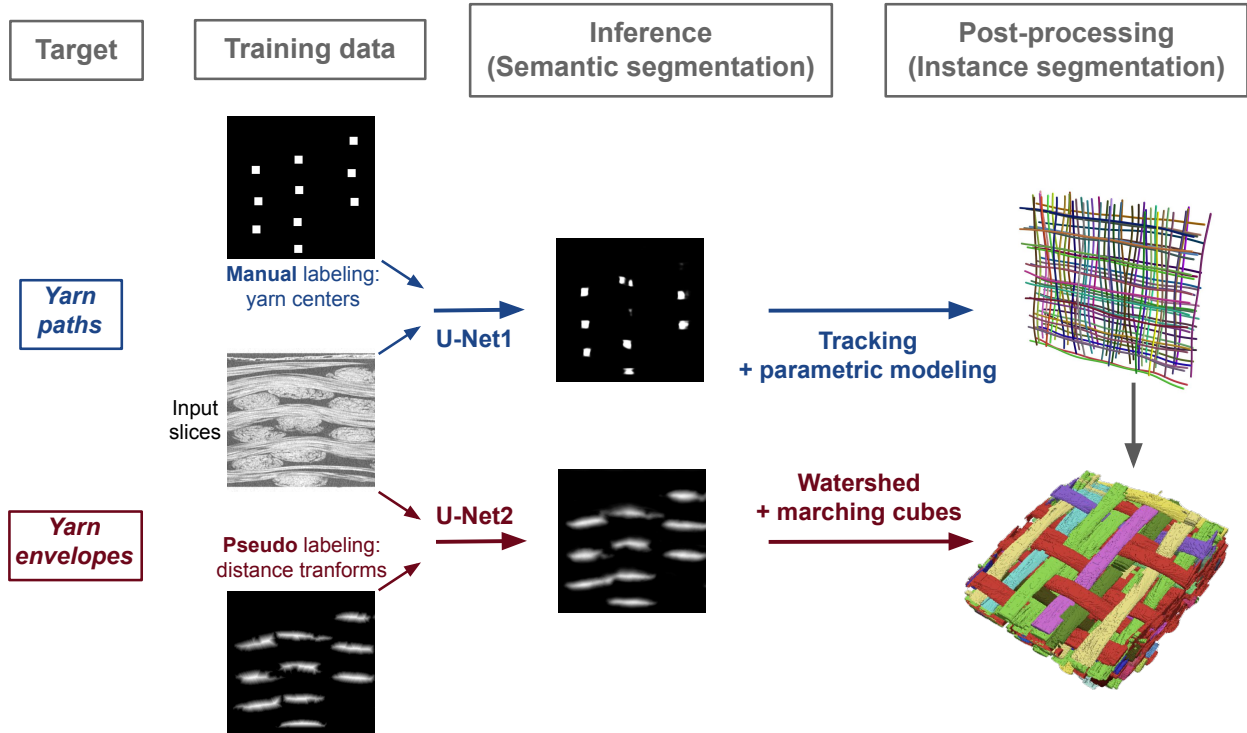 Target
Training data
Inference
(Semantic segmentation)
Post-processing
(Instance segmentation)
Yarn
paths
Manual labeling:
yarn centers
U-Net1
Tracking
+ parametric modeling
Input
slices
Yarn
envelopes
Pseudo labeling:
distance tranforms
U-Net2
Watershed
+ marching cubes